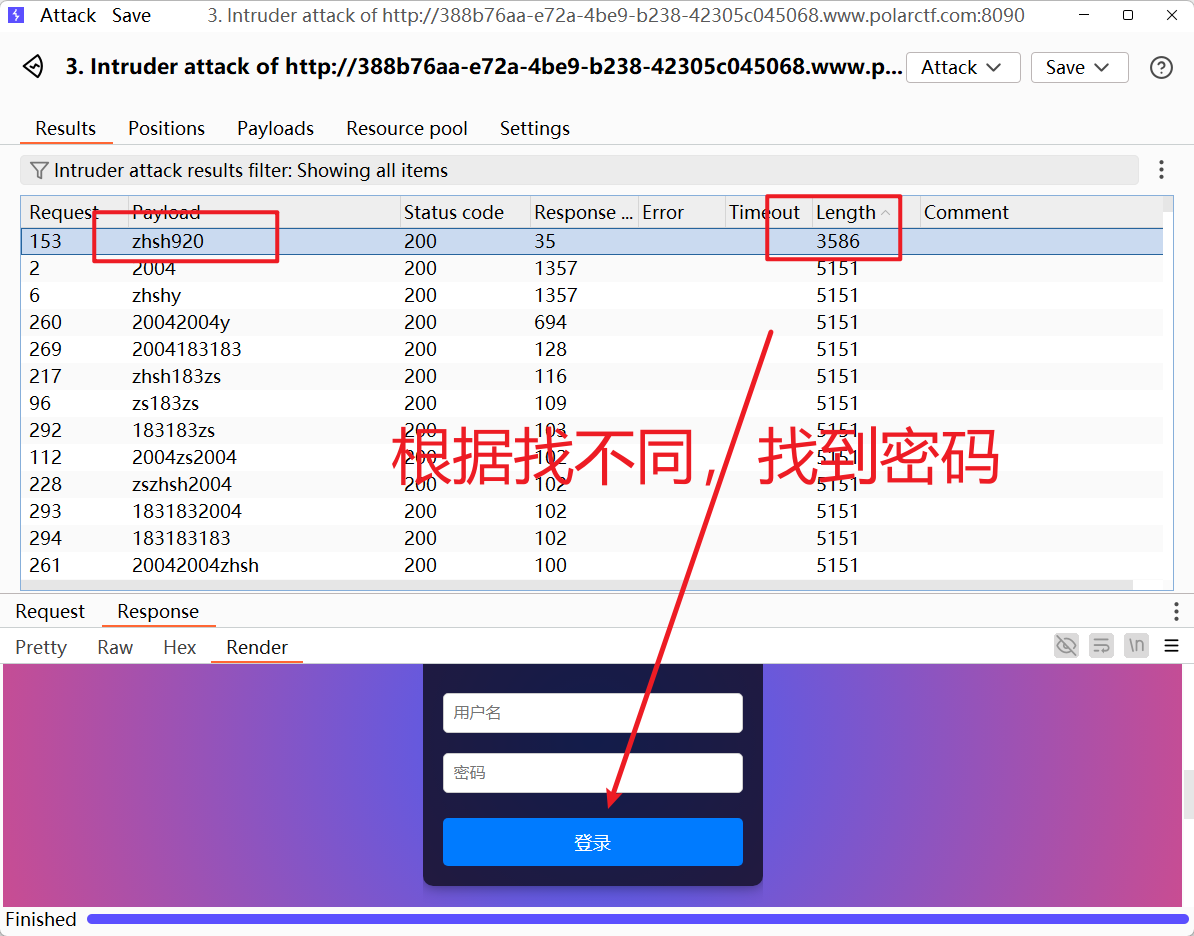 Attack Save 3. Intruder attack of http://388b76aa-e72a-4be9-b238-42305c045068.www.polarctf.com:8090
3. Intruder attack of http://388b76aa-e72a-4be9-b238-42305c045068.www.p... Attack Save
Results Positions Payloads Resource pool Settings
Intruder attack results filter: Showing all items
Request Payload Status code Response ... Error Timeout Length Comment
153 zhsh920 200 35 3586
2 2004 200 1357 5151
6 zhshy 200 1357 5151
260 20042004y 200 694 5151
269 2004183183 200 128 5151
217 zhsh183zs 200 116 5151
96 zs183zs 200 109 5151
292 183183zs 200 103 5151
根据找不同，找到密码
112 2004zs2004 200 102 5151
228 zszhsh2004 200 102 5151
293 1831832004 200 102 5151
294 183183183 200 102 5151
261 20042004zhsh 200 100 5151
Request Response
Pretty Raw Hex Render \n
用户名
密码
登录
Finished